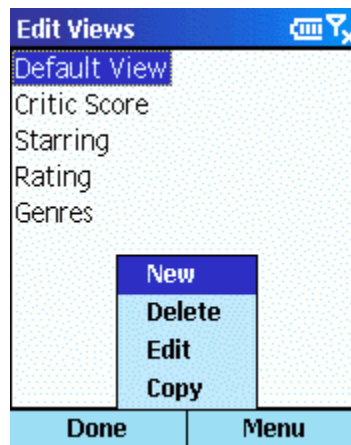 Edit Views
Default View
Critic Score
Starring
Rating
Genres
New
Delete
Edit
Copy
Done Menu